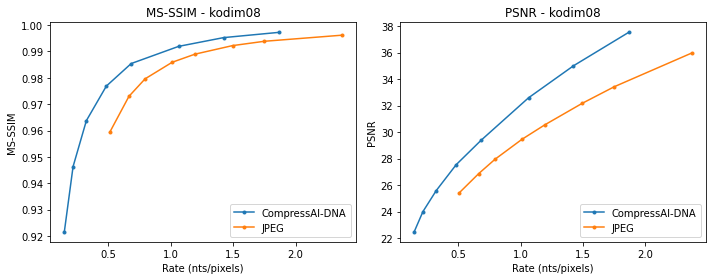 MS-SSIM - kodim08
MS-SSIM
1.00
0.99
0.98
0.97
0.96
0.95
0.94
0.93
0.92
0.5
1.0
1.5
2.0
Rate (nts/pixels)
CompressAI-DNA
JPEG
PSNR - kodim08
PSNR
38
36
34
32
30
28
26
24
22
0.5
1.0
1.5
2.0
Rate (nts/pixels)
CompressAI-DNA
JPEG